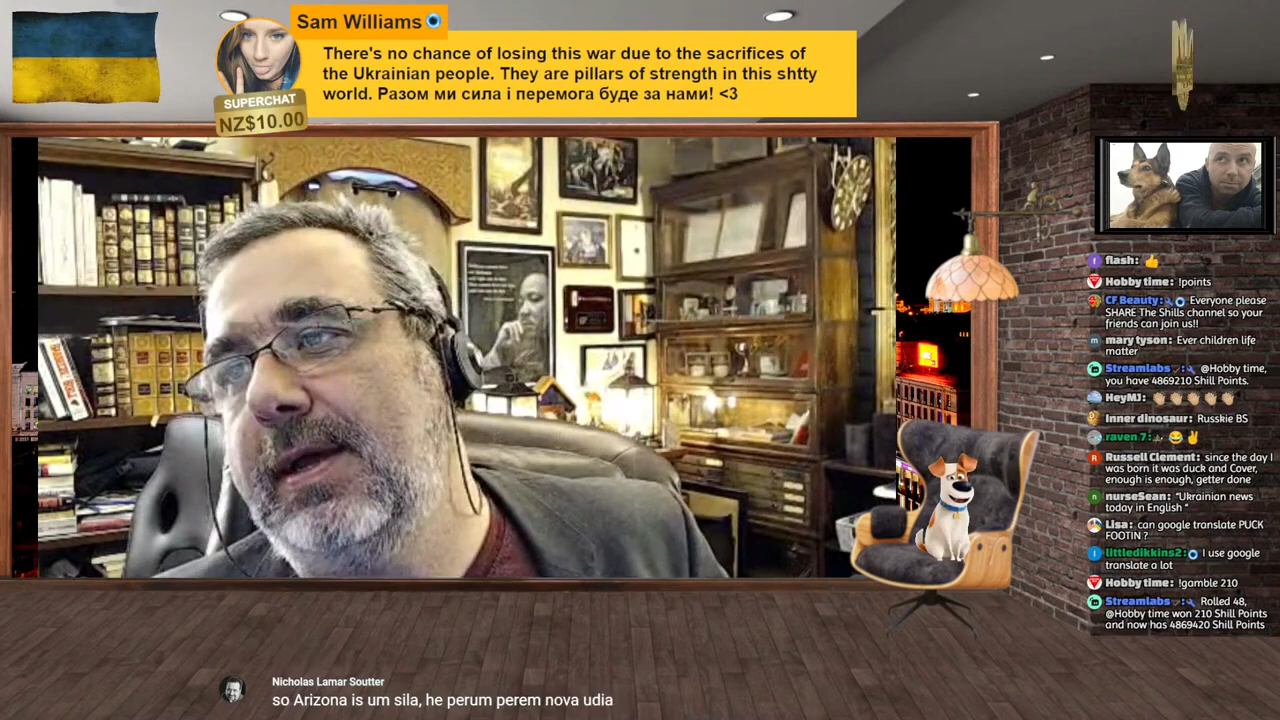 Sam Williams
There's no chance of losing this war due to the sacrifices of
the Ukrainian people. They are pillars of strength in this shtty
world. Разом ми сила і перемога буде за нами! <3
SUPERCHAT
NZ$10.00
flash: 👍
Hobby time: !points
CF Beauty: Everyone please
SHARE The Shills channel so your
friends can join us!!
mary tyson: Ever children life
matter
Streamlabs: @Hobby time,
you have 4869210 Shill Points.
HeyMJ: 👏🏼👏🏼👏🏼👏🏼👏🏼
Inner dinosaur: Russkie BS
raven 7: 😂✌️
Russell Clement: since the day I
was born it was duck and Cover,
enough is enough, getter done
nurseSean: "Ukrainian news
today in English "
Lisa: can google translate PUCK
FOOTIN ?
littledikkins2: I use google
translate a lot
Hobby time: !gamble 210
Streamlabs: Rolled 48,
@Hobby time won 210 Shill Points
and now has 4869420 Shill Points
Nicholas Lamar Soutter
so Arizona is um sila, he perum perem nova udia